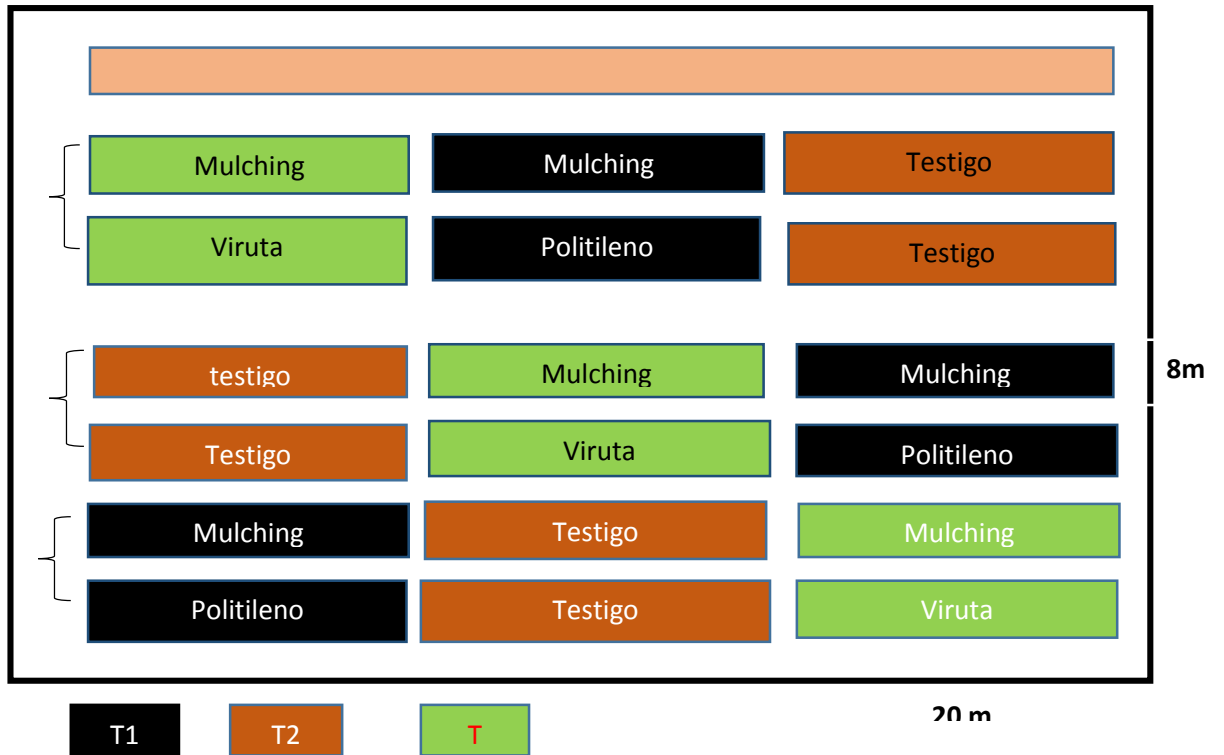 Mulching Mulching Testigo
Viruta Politileno Testigo
testigo Mulching Mulching
8m
Testigo Viruta Politileno
Mulching Testigo Mulching
Politileno Testigo Viruta
20 m
T1 T2 T